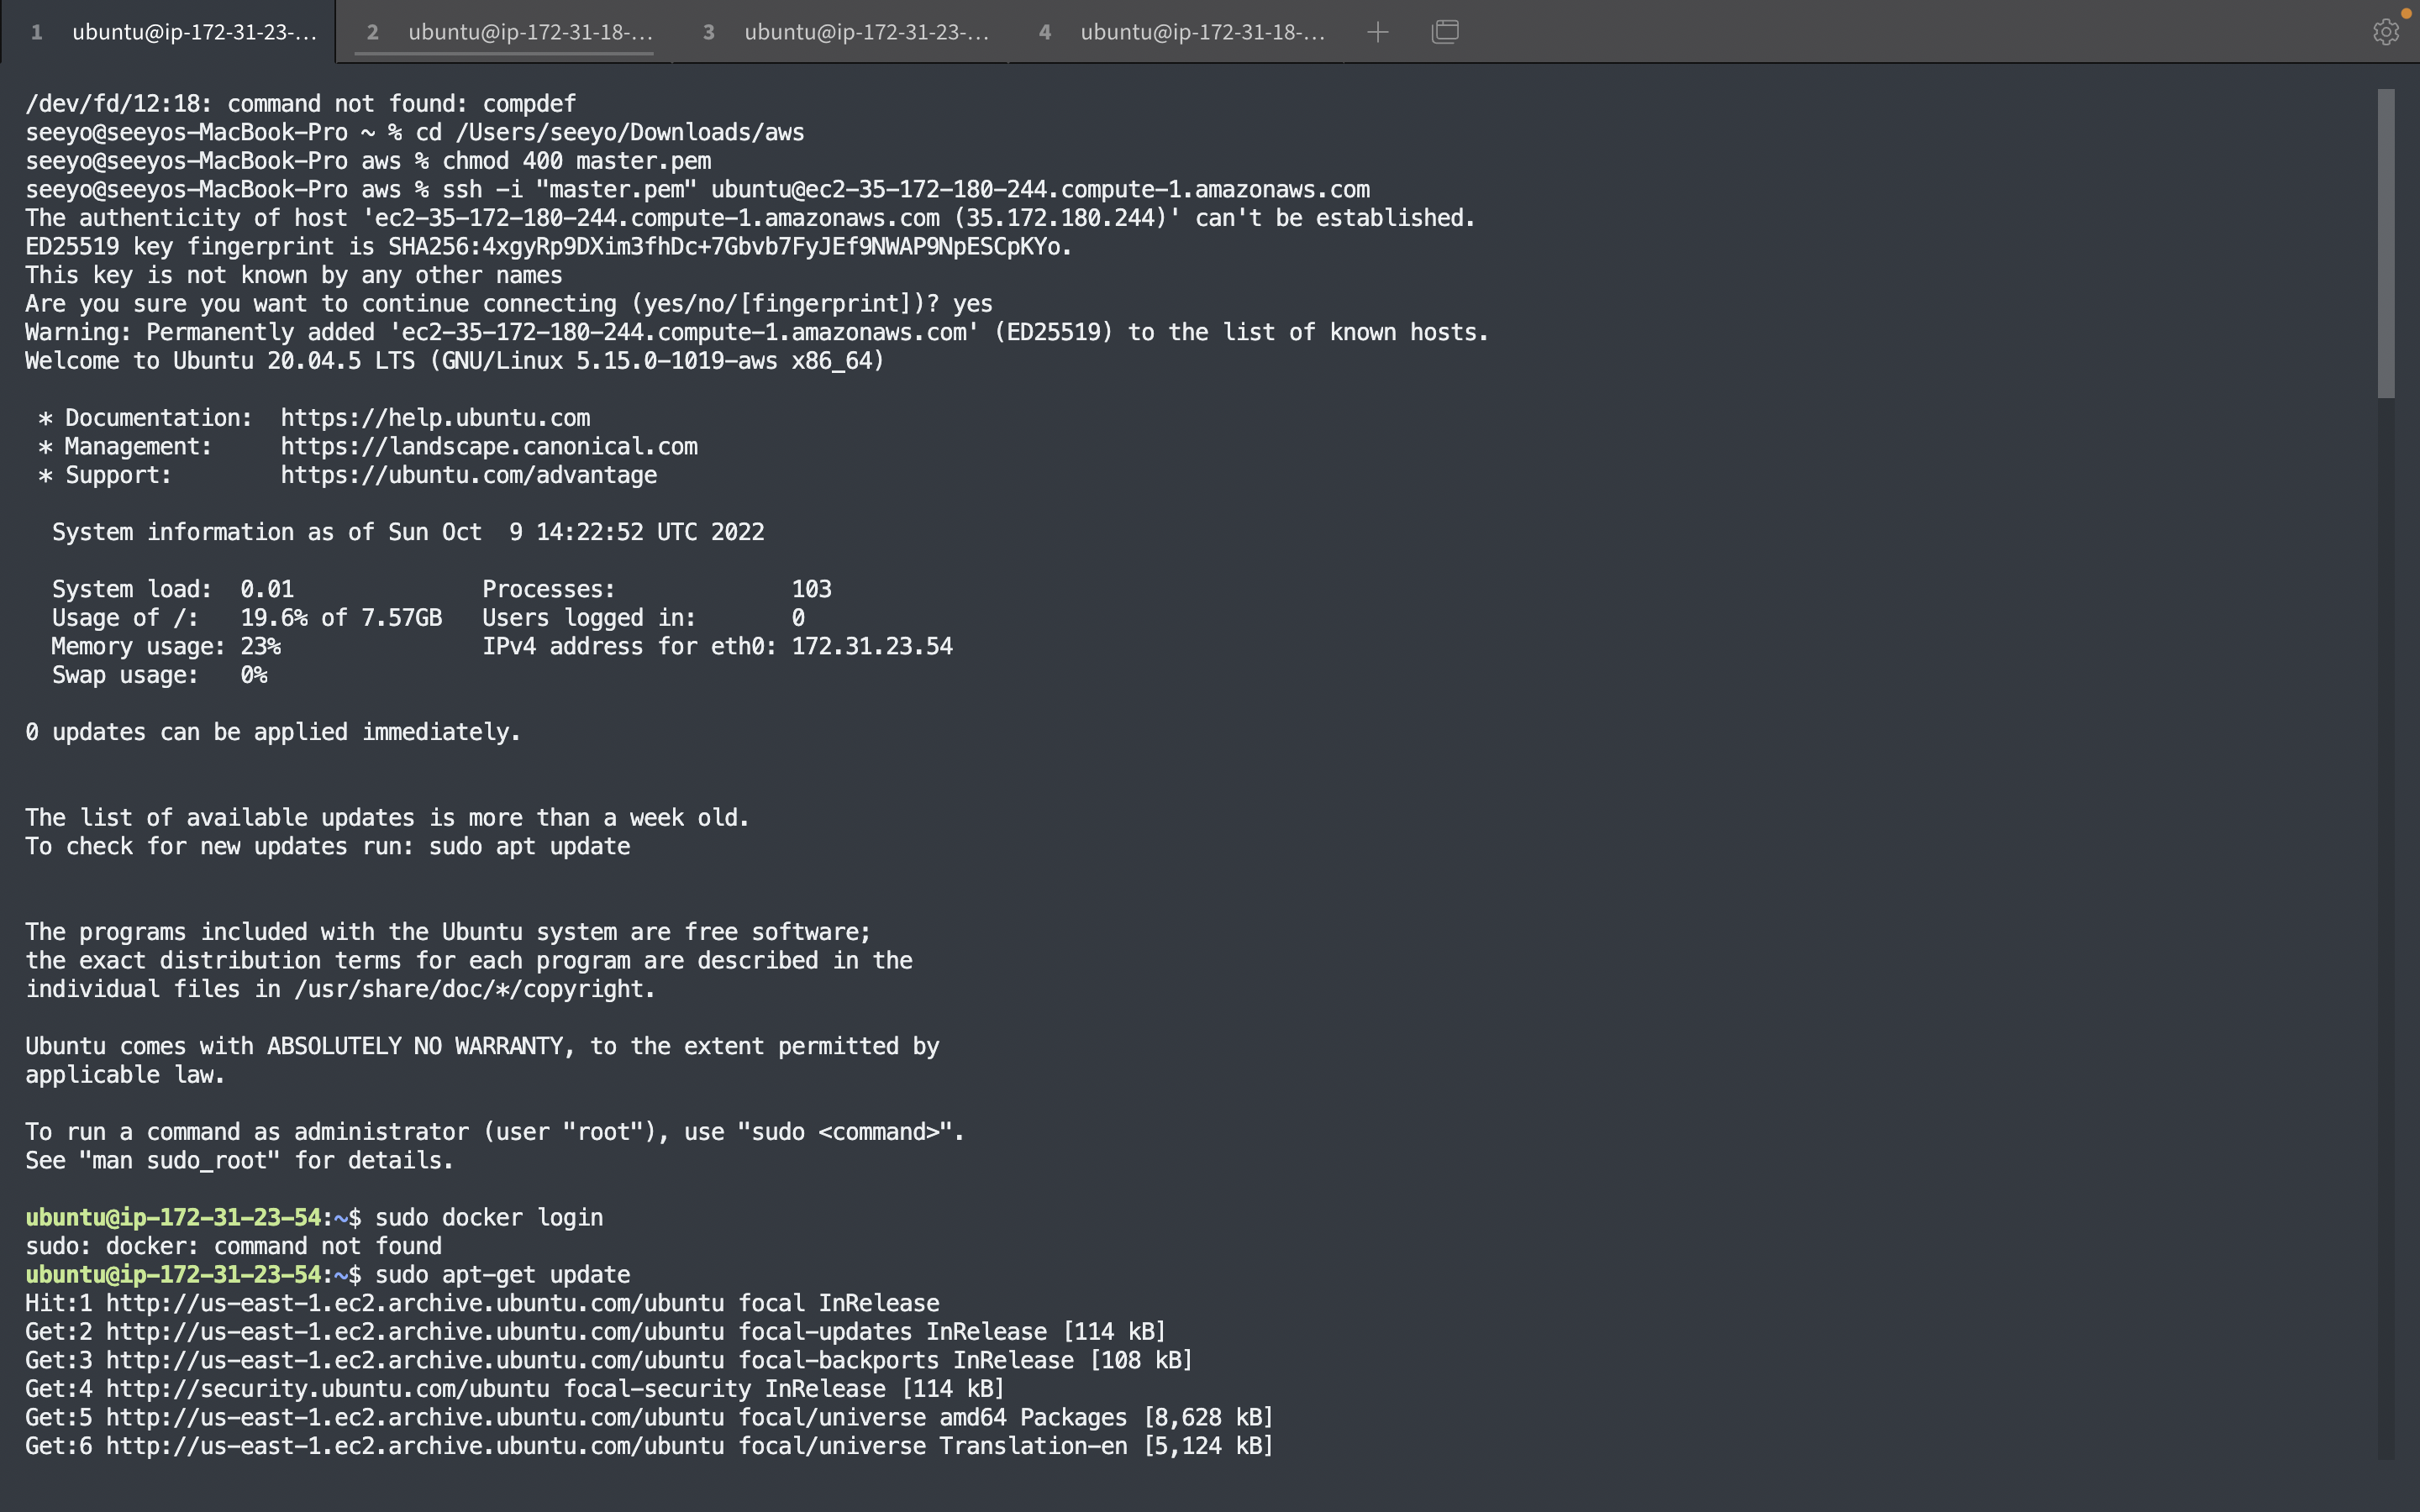 1 ubuntu@ip-172-31-23-... 2 ubuntu@ip-172-31-18-... 3 ubuntu@ip-172-31-23-... 4 ubuntu@ip-172-31-18-...
/dev/fd/12:18: command not found: compdef
seeyo@seeyos-MacBook-Pro ~ % cd /Users/seeyo/Downloads/aws
seeyo@seeyos-MacBook-Pro aws % chmod 400 master.pem
seeyo@seeyos-MacBook-Pro aws % ssh -i "master.pem" ubuntu@ec2-35-172-180-244.compute-1.amazonaws.com
The authenticity of host 'ec2-35-172-180-244.compute-1.amazonaws.com (35.172.180.244)' can't be established.
ED25519 key fingerprint is SHA256:4xgyRp9DXim3fhDc+7Gbvb7FyJEf9NWAP9NpESCpKYo.
This key is not known by any other names
Are you sure you want to continue connecting (yes/no/[fingerprint])? yes
Warning: Permanently added 'ec2-35-172-180-244.compute-1.amazonaws.com' (ED25519) to the list of known hosts.
Welcome to Ubuntu 20.04.5 LTS (GNU/Linux 5.15.0-1019-aws x86_64)
* Documentation: https://help.ubuntu.com
* Management: https://landscape.canonical.com
* Support: https://ubuntu.com/advantage
System information as of Sun Oct 9 14:22:52 UTC 2022
System load: 0.01 Processes: 103
Usage of /: 19.6% of 7.57GB Users logged in: 0
Memory usage: 23% IPv4 address for eth0: 172.31.23.54
Swap usage: 0%
0 updates can be applied immediately.
The list of available updates is more than a week old.
To check for new updates run: sudo apt update
The programs included with the Ubuntu system are free software;
the exact distribution terms for each program are described in the
individual files in /usr/share/doc/*/copyright.
Ubuntu comes with ABSOLUTELY NO WARRANTY, to the extent permitted by
applicable law.
To run a command as administrator (user "root"), use "sudo <command>".
See "man sudo_root" for details.
ubuntu@ip-172-31-23-54:~$ sudo docker login
sudo: docker: command not found
ubuntu@ip-172-31-23-54:~$ sudo apt-get update
Hit:1 http://us-east-1.ec2.archive.ubuntu.com/ubuntu focal InRelease
Get:2 http://us-east-1.ec2.archive.ubuntu.com/ubuntu focal-updates InRelease [114 kB]
Get:3 http://us-east-1.ec2.archive.ubuntu.com/ubuntu focal-backports InRelease [108 kB]
Get:4 http://security.ubuntu.com/ubuntu focal-security InRelease [114 kB]
Get:5 http://us-east-1.ec2.archive.ubuntu.com/ubuntu focal/universe amd64 Packages [8,628 kB]
Get:6 http://us-east-1.ec2.archive.ubuntu.com/ubuntu focal/universe Translation-en [5,124 kB]